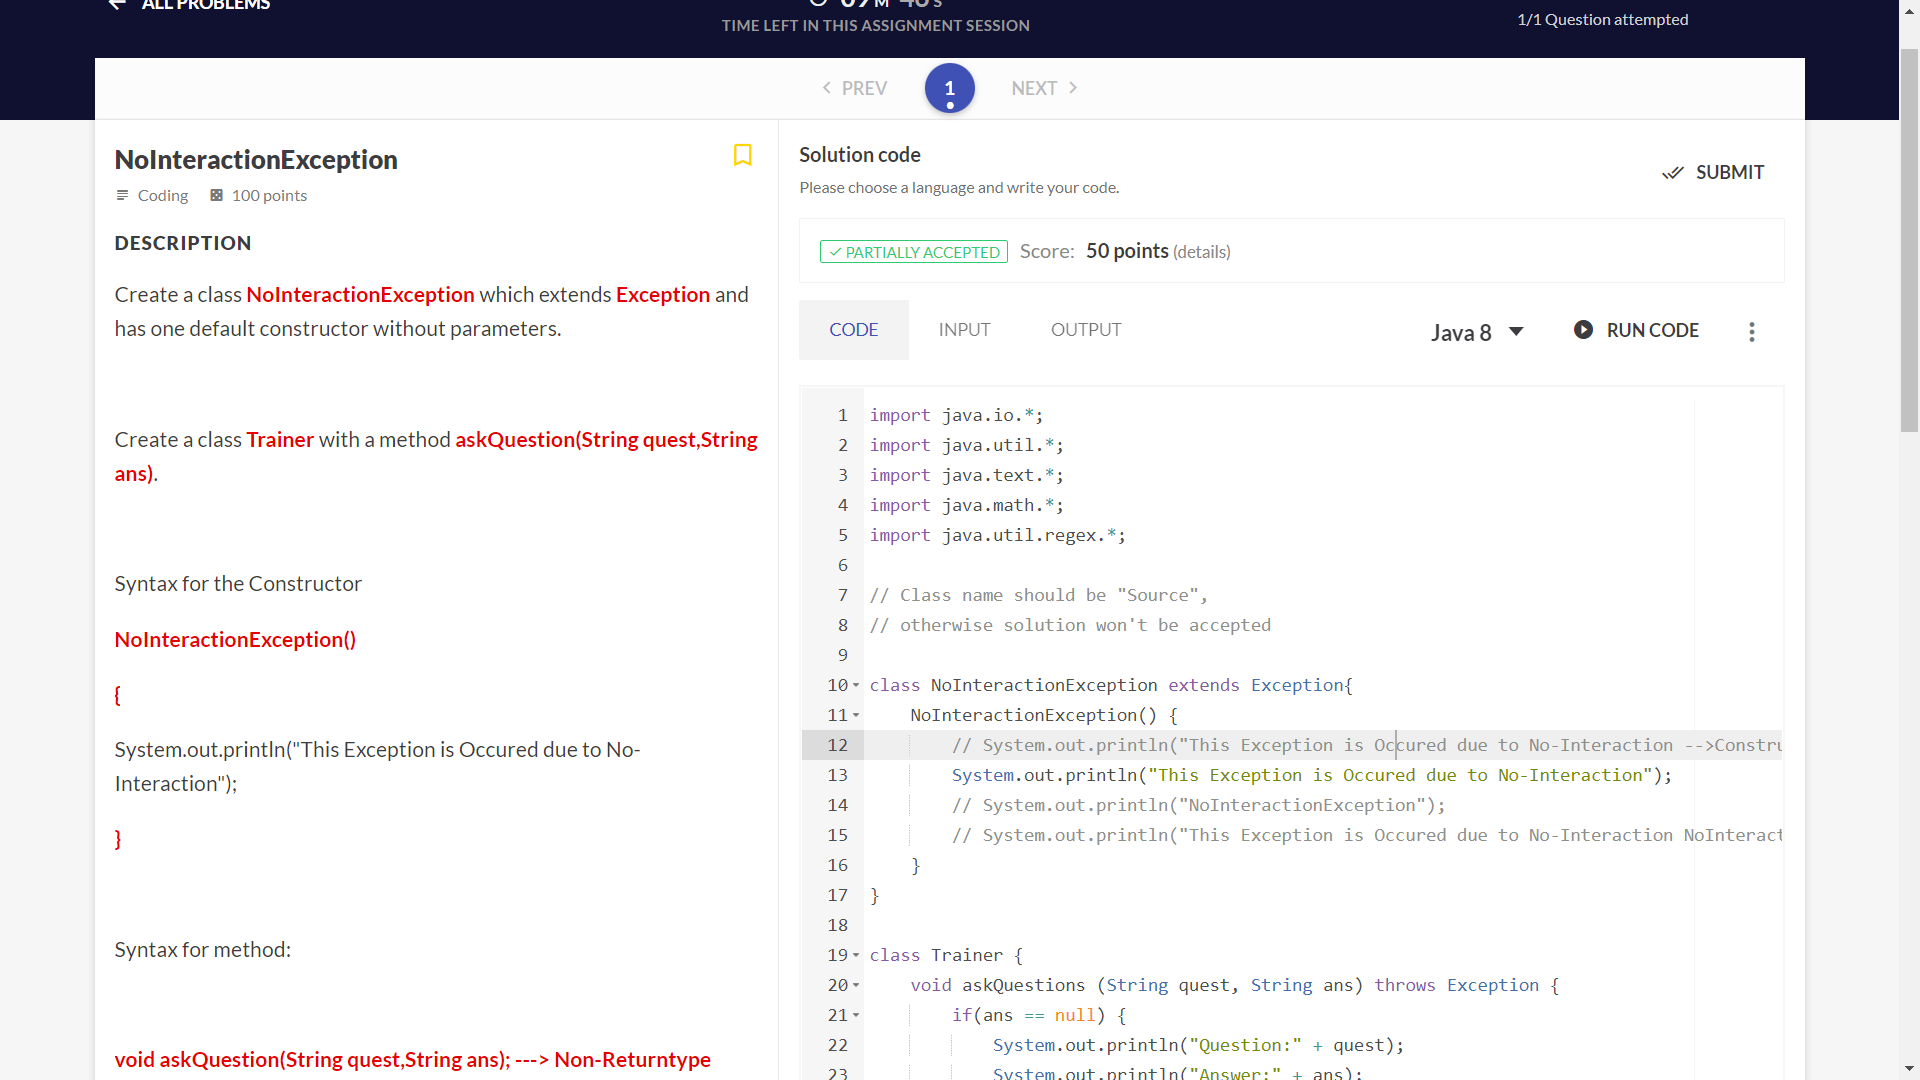 ALL PROBLEMS
TIME LEFT IN THIS ASSIGNMENT SESSION
1/1 Question attempted
PREV
1
NEXT
NoInteractionException
Coding
100 points
DESCRIPTION
Create a class NoInteractionException which extends Exception and
has one default constructor without parameters.
Create a class Trainer with a method askQuestion(String quest,String
ans).
Syntax for the Constructor
NoInteractionException()
{
System.out.println("This Exception is Occured due to No-
Interaction");
}
Syntax for method:
void askQuestion(String quest,String ans); ---> Non-Returntype
Solution code
Please choose a language and write your code.
SUBMIT
PARTIALLY ACCEPTED Score: 50 points (details)
CODE
INPUT
OUTPUT
Java 8
RUN CODE
1 import java.io.*;
2 import java.util.*;
3 import java.text.*;
4 import java.math.*;
5 import java.util.regex.*;
6
7 // Class name should be "Source",
8 // otherwise solution won't be accepted
9
10 class NoInteractionException extends Exception{
11 NoInteractionException() {
12 // System.out.println("This Exception is Occured due to No-Interaction -->Constru
13 System.out.println("This Exception is Occured due to No-Interaction");
14 // System.out.println("NoInteractionException");
15 // System.out.println("This Exception is Occured due to No-Interaction NoInteract
16 }
17 }
18
19 class Trainer {
20 void askQuestions (String quest, String ans) throws Exception {
21 if(ans == null) {
22 System.out.println("Question:" + quest);
23 System.out.println("Answer:" + ans);